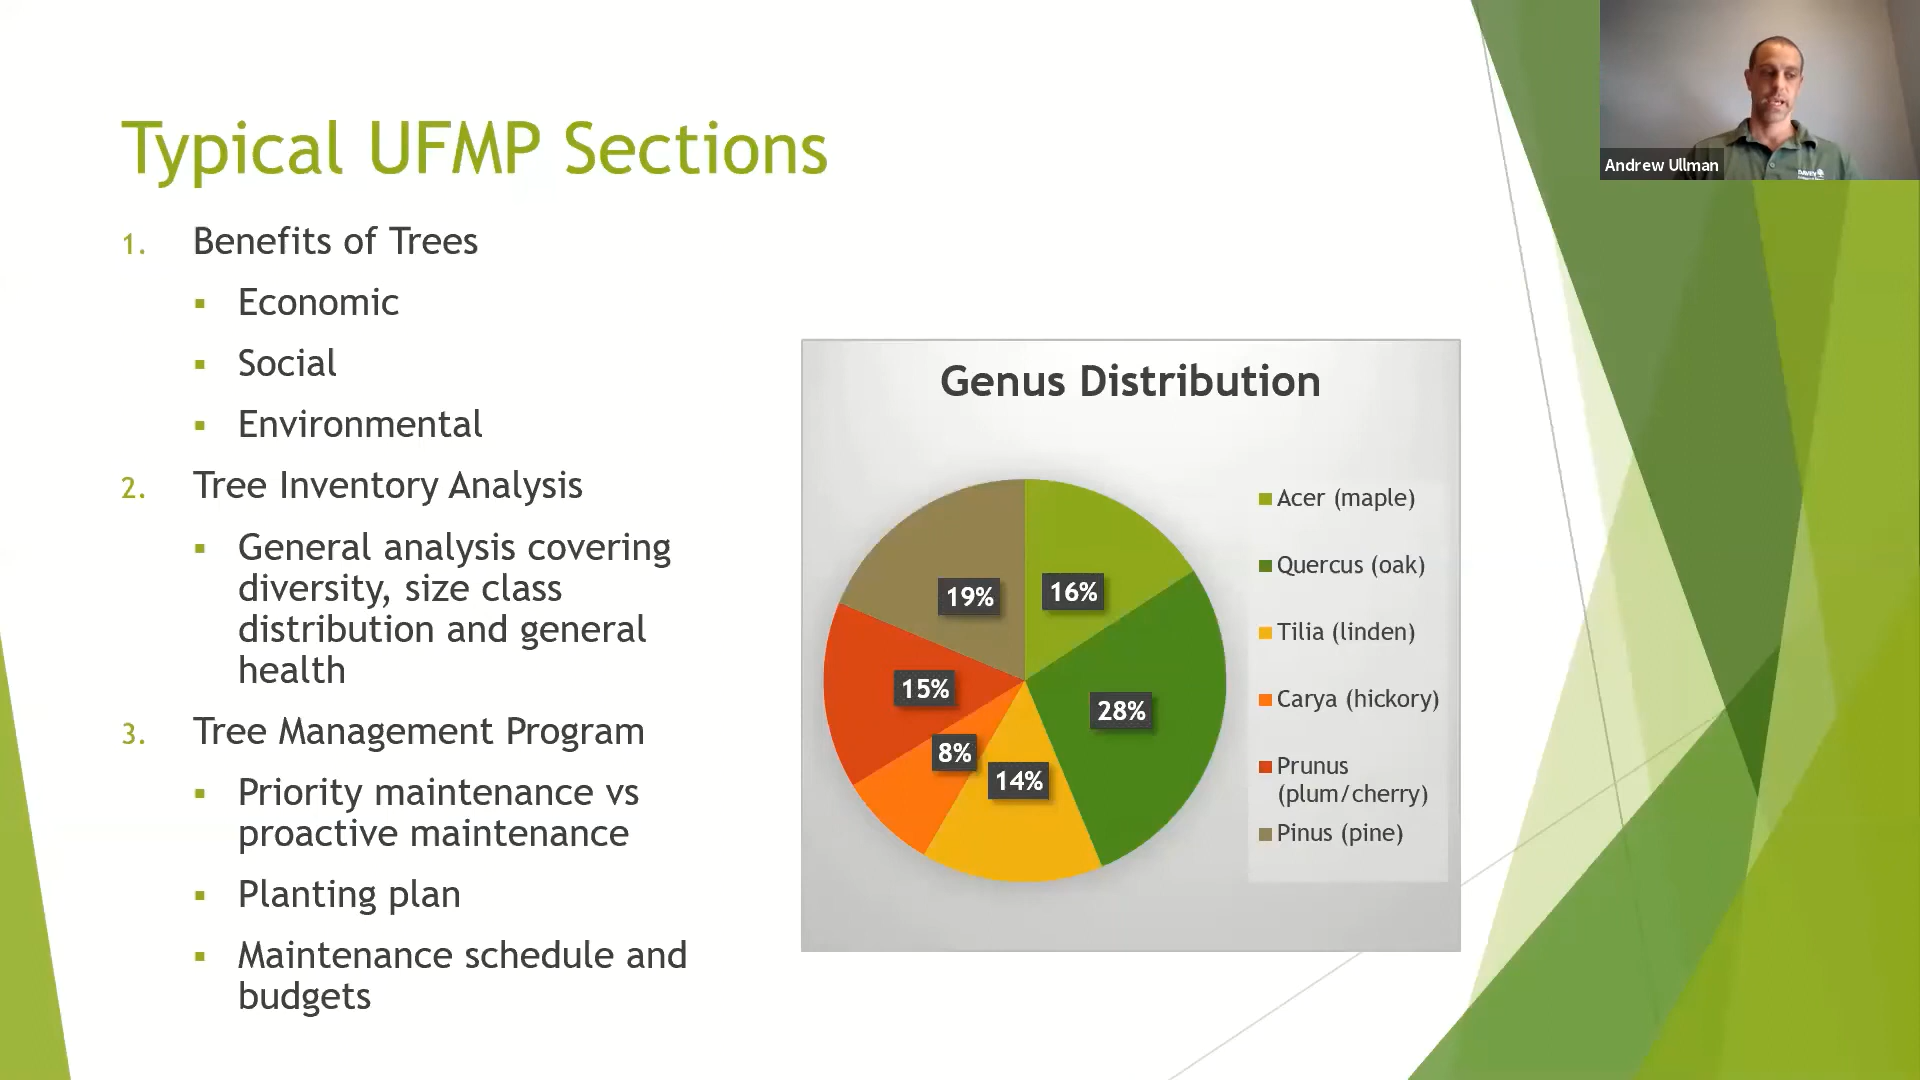 Typical UFMP Sections
1. Benefits of Trees
▪ Economic
▪ Social
▪ Environmental
2. Tree Inventory Analysis
▪ General analysis covering
diversity, size class
distribution and general
health
3. Tree Management Program
▪ Priority maintenance vs
proactive maintenance
▪ Planting plan
▪ Maintenance schedule and
budgets
Genus Distribution
19%
16%
15%
28%
8%
14%
Acer (maple)
Quercus (oak)
Tilia (linden)
Carya (hickory)
Prunus
(plum/cherry)
Pinus (pine)
Andrew Ullman
DAVEY